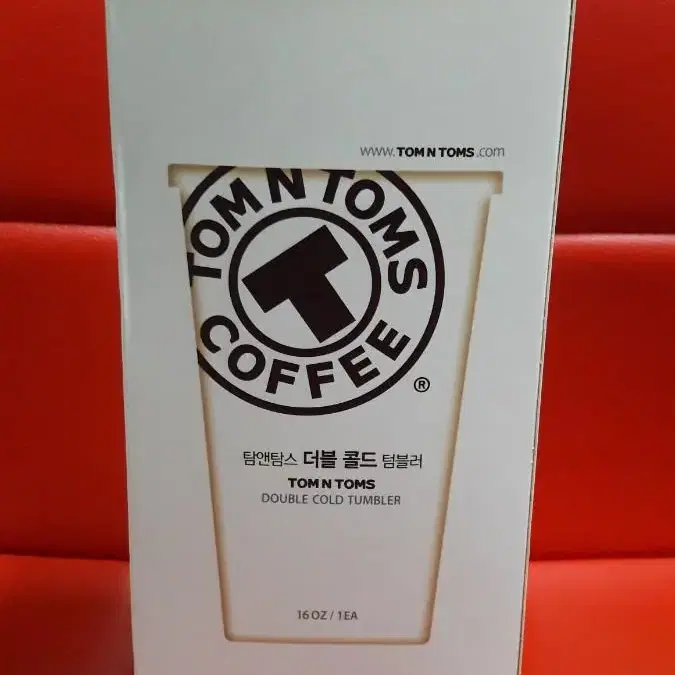 www.TOMNTOMS.com
TOM N TOMS
COFFEE
T
®
탐앤탐스 더블 콜드 텀블러
TOM N TOMS
DOUBLE COLD TUMBLER
16 OZ / 1EA